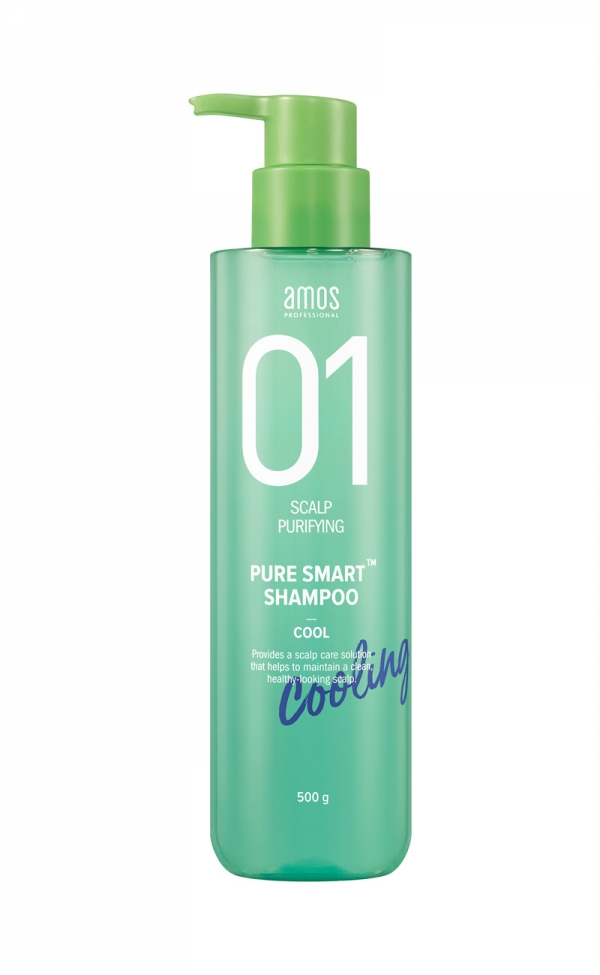 amos
PROFESSIONAL
01
SCALP
PURIFYING
PURE SMART™
SHAMPOO
COOL
Provides a scalp care solution
that helps to maintain a clean,
healthy-looking scalp.
Cooling
500 g